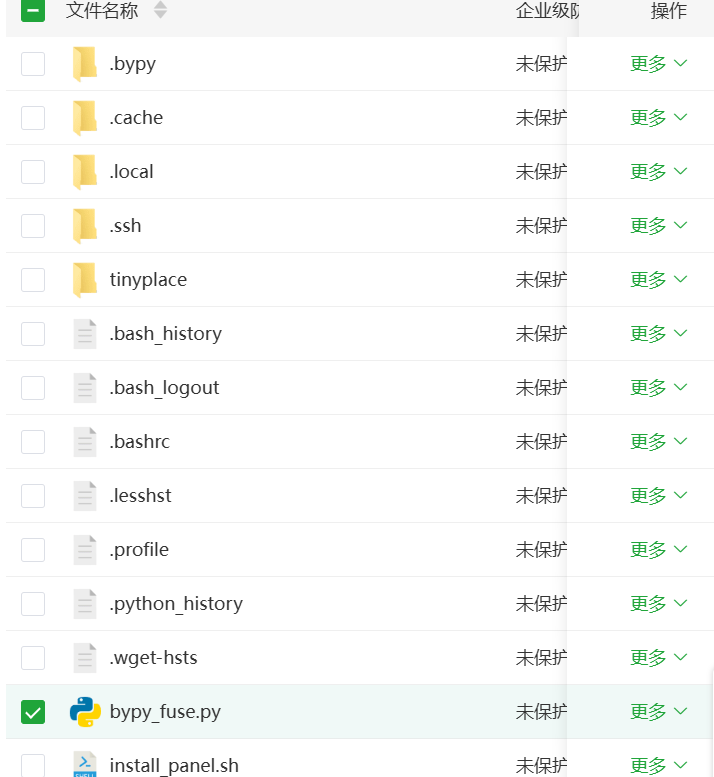 文件名称 企业级防 操作
.bypy 未保护 更多
.cache 未保护 更多
.local 未保护 更多
.ssh 未保护 更多
tinyplace 未保护 更多
.bash_history 未保护 更多
.bash_logout 未保护 更多
.bashrc 未保护 更多
.lesshst 未保护 更多
.profile 未保护 更多
.python_history 未保护 更多
.wget-hsts 未保护 更多
bypy_fuse.py 未保护 更多
install_panel.sh 未保护 更多